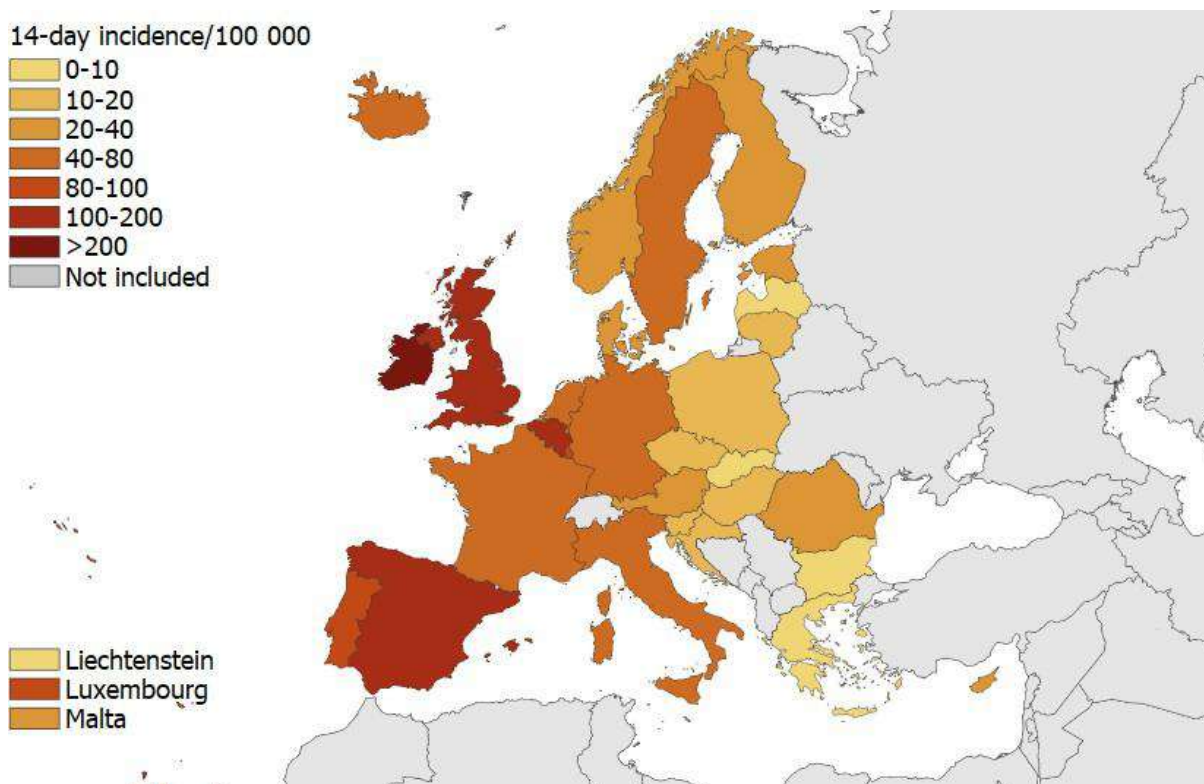 14-day incidence/100 000
0-10
10-20
20-40
40-80
80-100
100-200
>200
Not included
Liechtenstein
Luxembourg
Malta